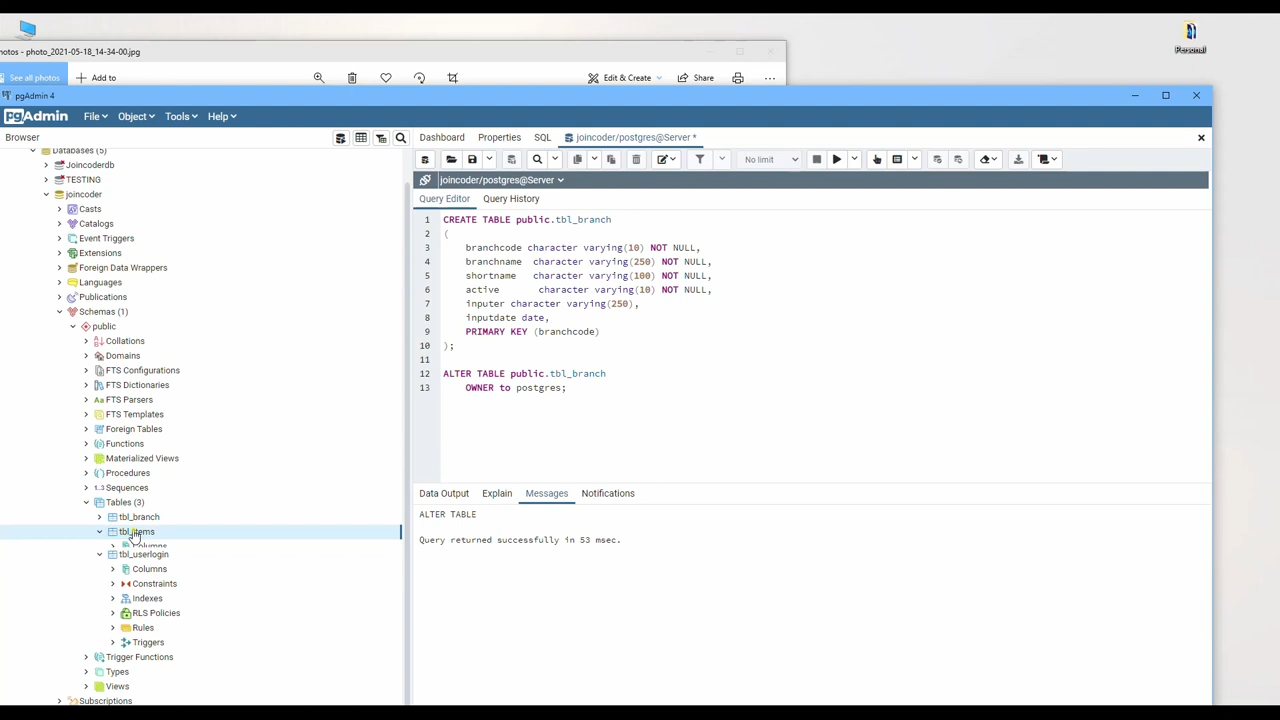 Personal
otos - photo_2021-05-18_14-34-00.jpg
See all photos
Add to
Edit & Create
Share
pgAdmin 4
pgAdmin
File
Object
Tools
Help
Browser
Dashboard
Properties
SQL
joincoder/postgres@Server *
No limit
joincoder/postgres@Server
Query Editor
Query History
Databases (5)
Joincoderdb
TESTING
joincoder
Casts
Catalogs
Event Triggers
Extensions
Foreign Data Wrappers
Languages
Publications
Schemas (1)
public
Collations
Domains
FTS Configurations
FTS Dictionaries
FTS Parsers
FTS Templates
Foreign Tables
Functions
Materialized Views
Procedures
Sequences
Tables (3)
tbl_branch
tbl_items
Columns
tbl_userlogin
Columns
Constraints
Indexes
RLS Policies
Rules
Triggers
Trigger Functions
Types
Views
Subscriptions
1 CREATE TABLE public.tbl_branch
2 (
3 branchcode character varying(10) NOT NULL,
4 branchname character varying(250) NOT NULL,
5 shortname character varying(100) NOT NULL,
6 active character varying(10) NOT NULL,
7 inputer character varying(250),
8 inputdate date,
9 PRIMARY KEY (branchcode)
10 );
11
12 ALTER TABLE public.tbl_branch
13 OWNER to postgres;
Data Output
Explain
Messages
Notifications
ALTER TABLE
Query returned successfully in 53 msec.